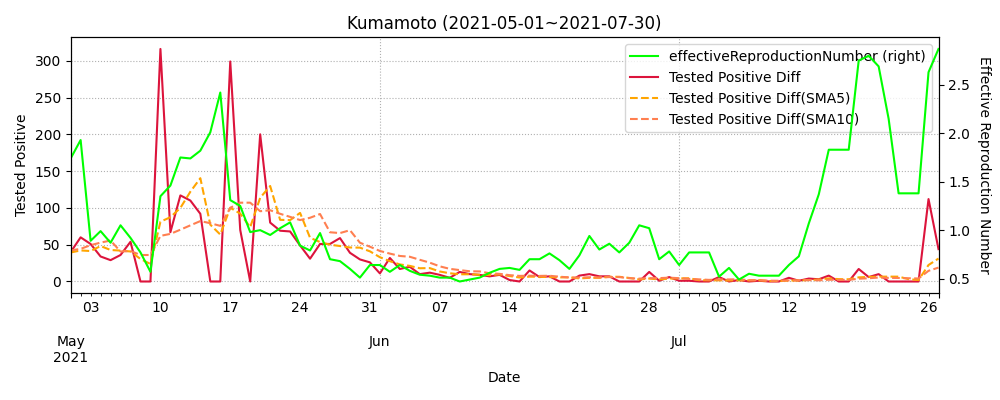 Kumamoto (2021-05-01~2021-07-30)
effectiveReproductionNumber (right)
Tested Positive Diff
Tested Positive Diff(SMA5)
Tested Positive Diff(SMA10)
Tested Positive
300
250
200
150
100
50
0
Effective Reproduction Number
2.5
2.0
1.5
1.0
0.5
03 10 17 24 31 07 14 21 28 05 12 19 26
May Jun Jul
2021
Date